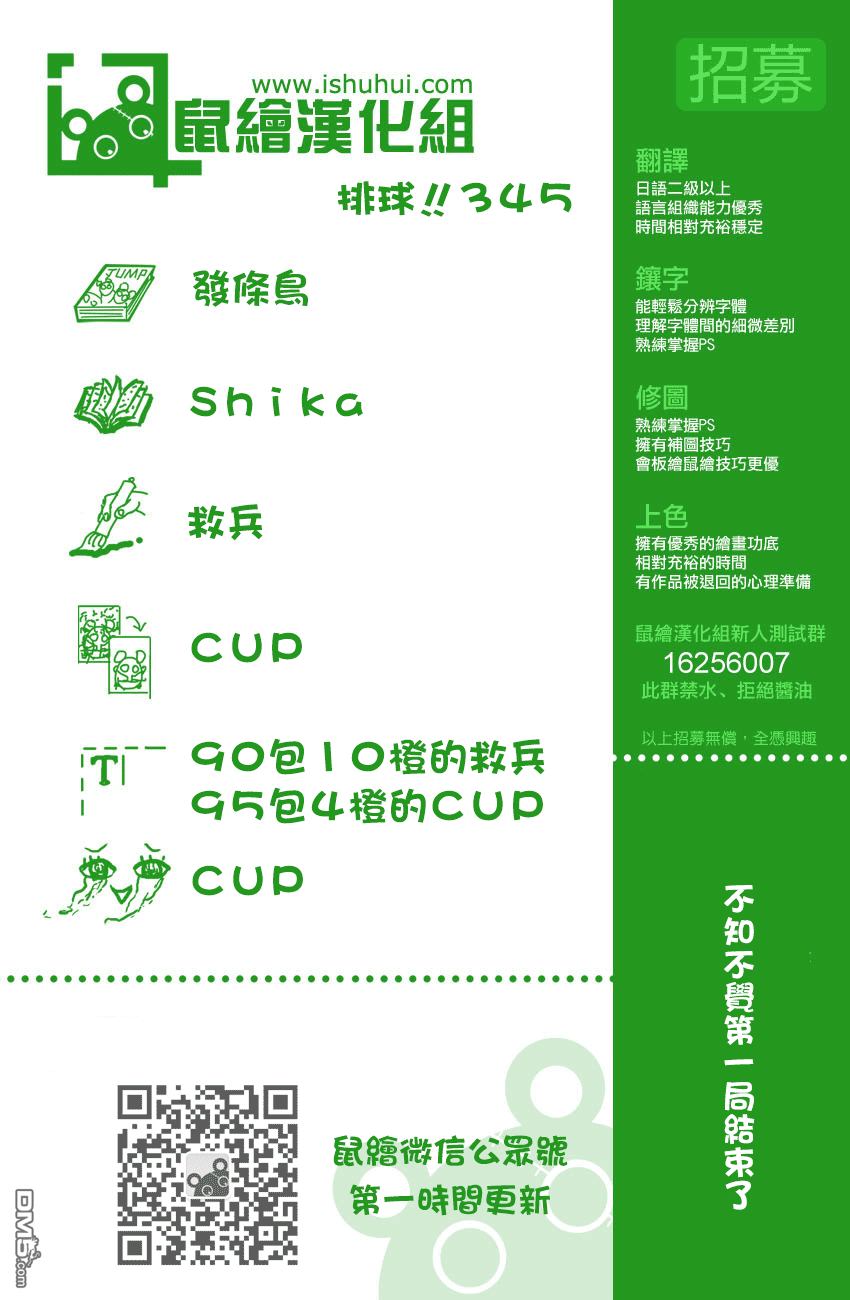 www.ishuhui.com
鼠繪漢化組
排球!!345
JUMP
發條鳥
Shika
救兵
CUP
T
90包10橙的救兵
95包4橙的CUP
CUP
鼠繪微信公眾號
第一時間更新
DM5.com
招募
翻譯
日語二級以上
語言組織能力優秀
時間相對充裕穩定
鑲字
能輕鬆分辨字體
理解字體間的細微差別
熟練掌握PS
修圖
熟練掌握PS
擁有補圖技巧
會板繪鼠繪技巧更優
上色
擁有優秀的繪畫功底
相對充裕的時間
有作品被退回的心理準備
鼠繪漢化組新人測試群
16256007
此群禁水、拒絕醬油
以上招募無償，全憑興趣
不知不覺第一局結束了